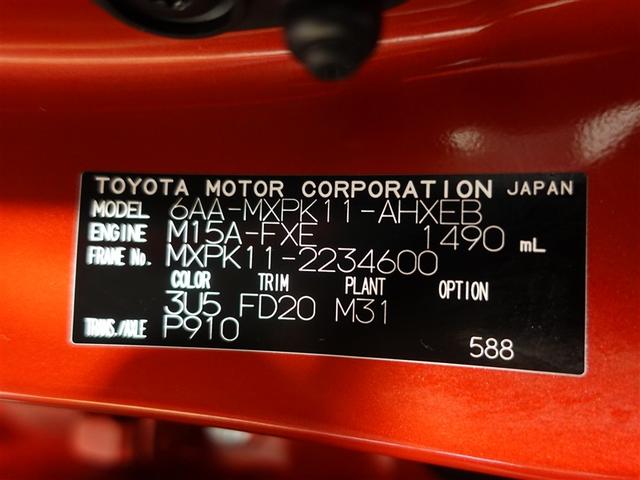 TOYOTA MOTOR CORPORATION JAPAN
MODEL 6AA-MXPK11-AHXEB
ENGINE M15A-FXE 1490 mL
FRAME No. MXPK11-2234600
COLOR TRIM PLANT OPTION
3U5 FD20 M31
TRANS./AXLE P910
588